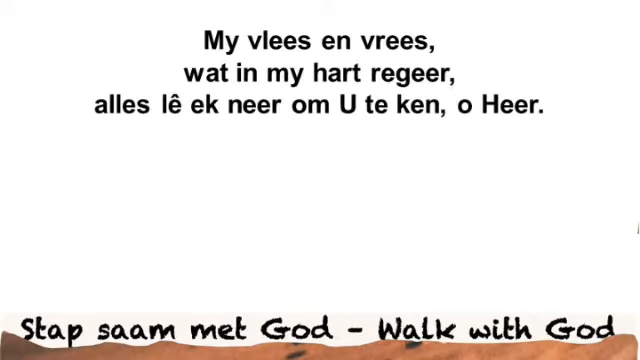 My vlees en vrees,
wat in my hart regeer,
alles lê ek neer om U te ken, o Heer.
Stap saam met God - Walk with God